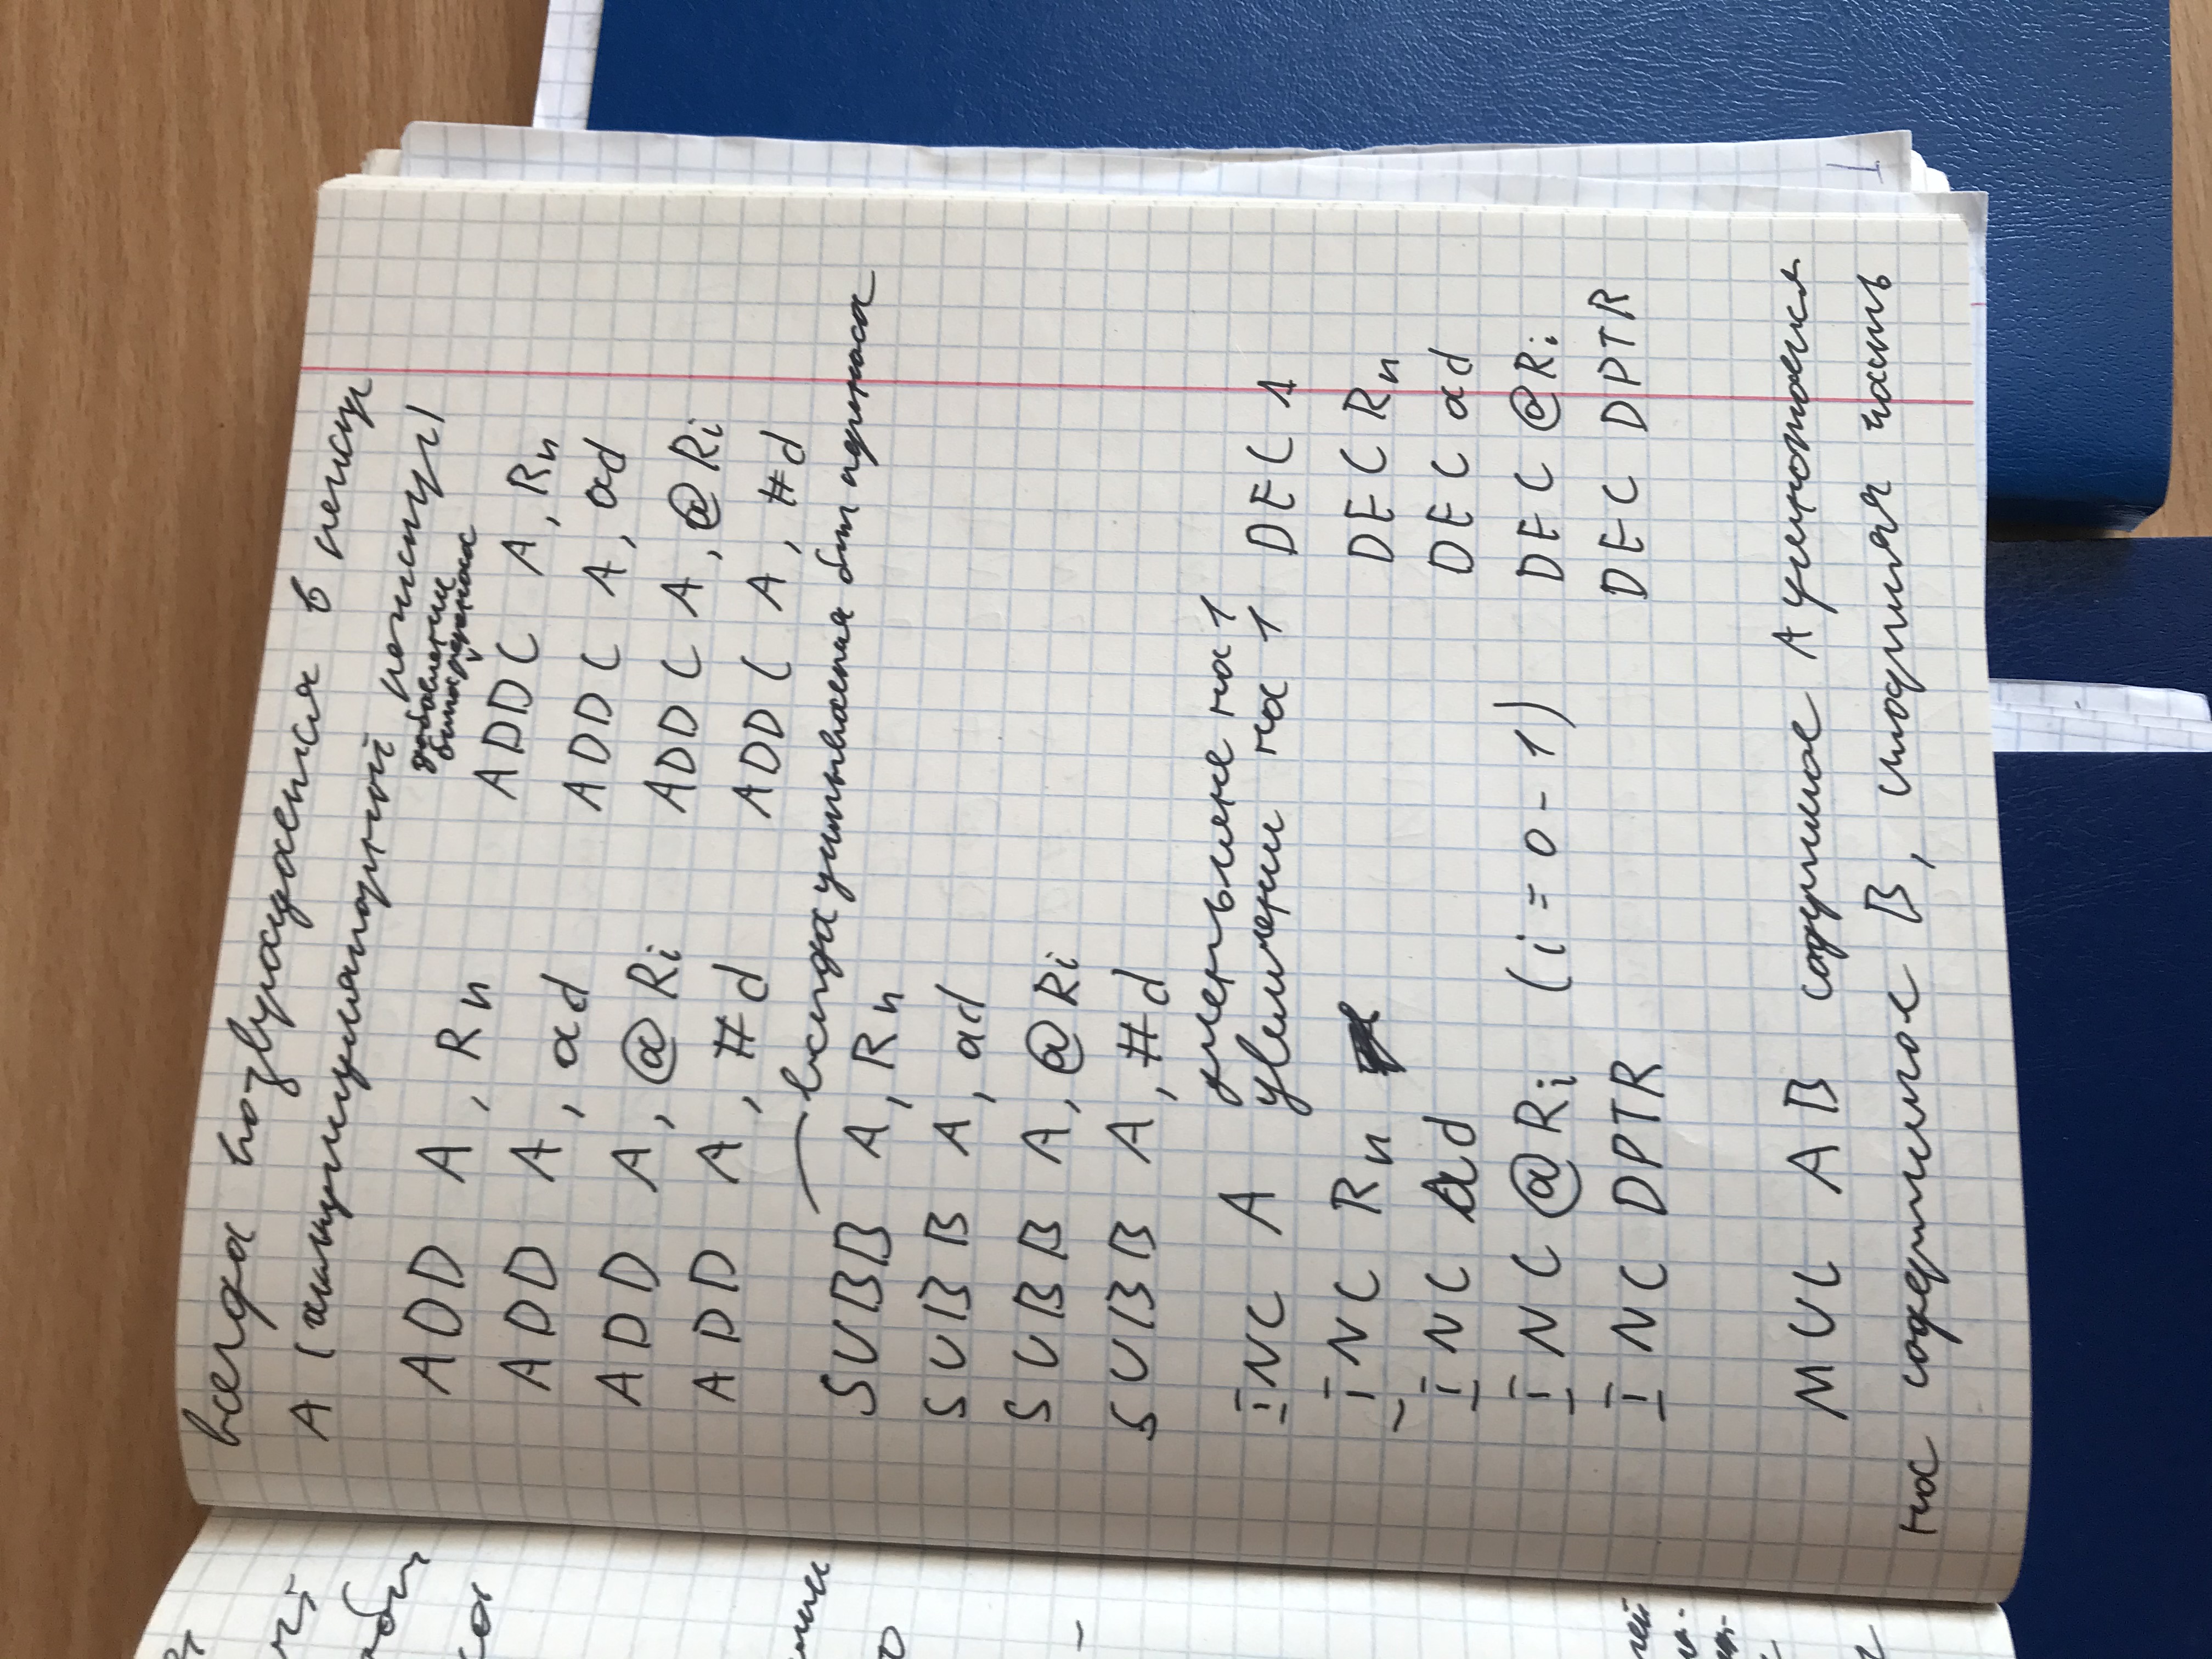 всегда возвращается в регистр
А (аккумуляторный регистр)
добавление
бита переноса
ADD A, Rn ADDC A, Rn
ADD A, ad ADDC A, ad
ADD A, @Ri ADDC A, @Ri
ADD A, #d ADDC A, #d
всегда учитывается бит переноса
SUBB A, Rn
SUBB A, ad
SUBB A, @Ri
SUBB A, #d
уменьшение на 1
INC A увеличение на 1 DEC A
INC Rn DEC Rn
INC ad DEC ad
INC @Ri (i = 0 - 1) DEC @Ri
INC DPTR DEC DPTR
MUL AB содержимое А умножается
на содержимое B, старшая часть